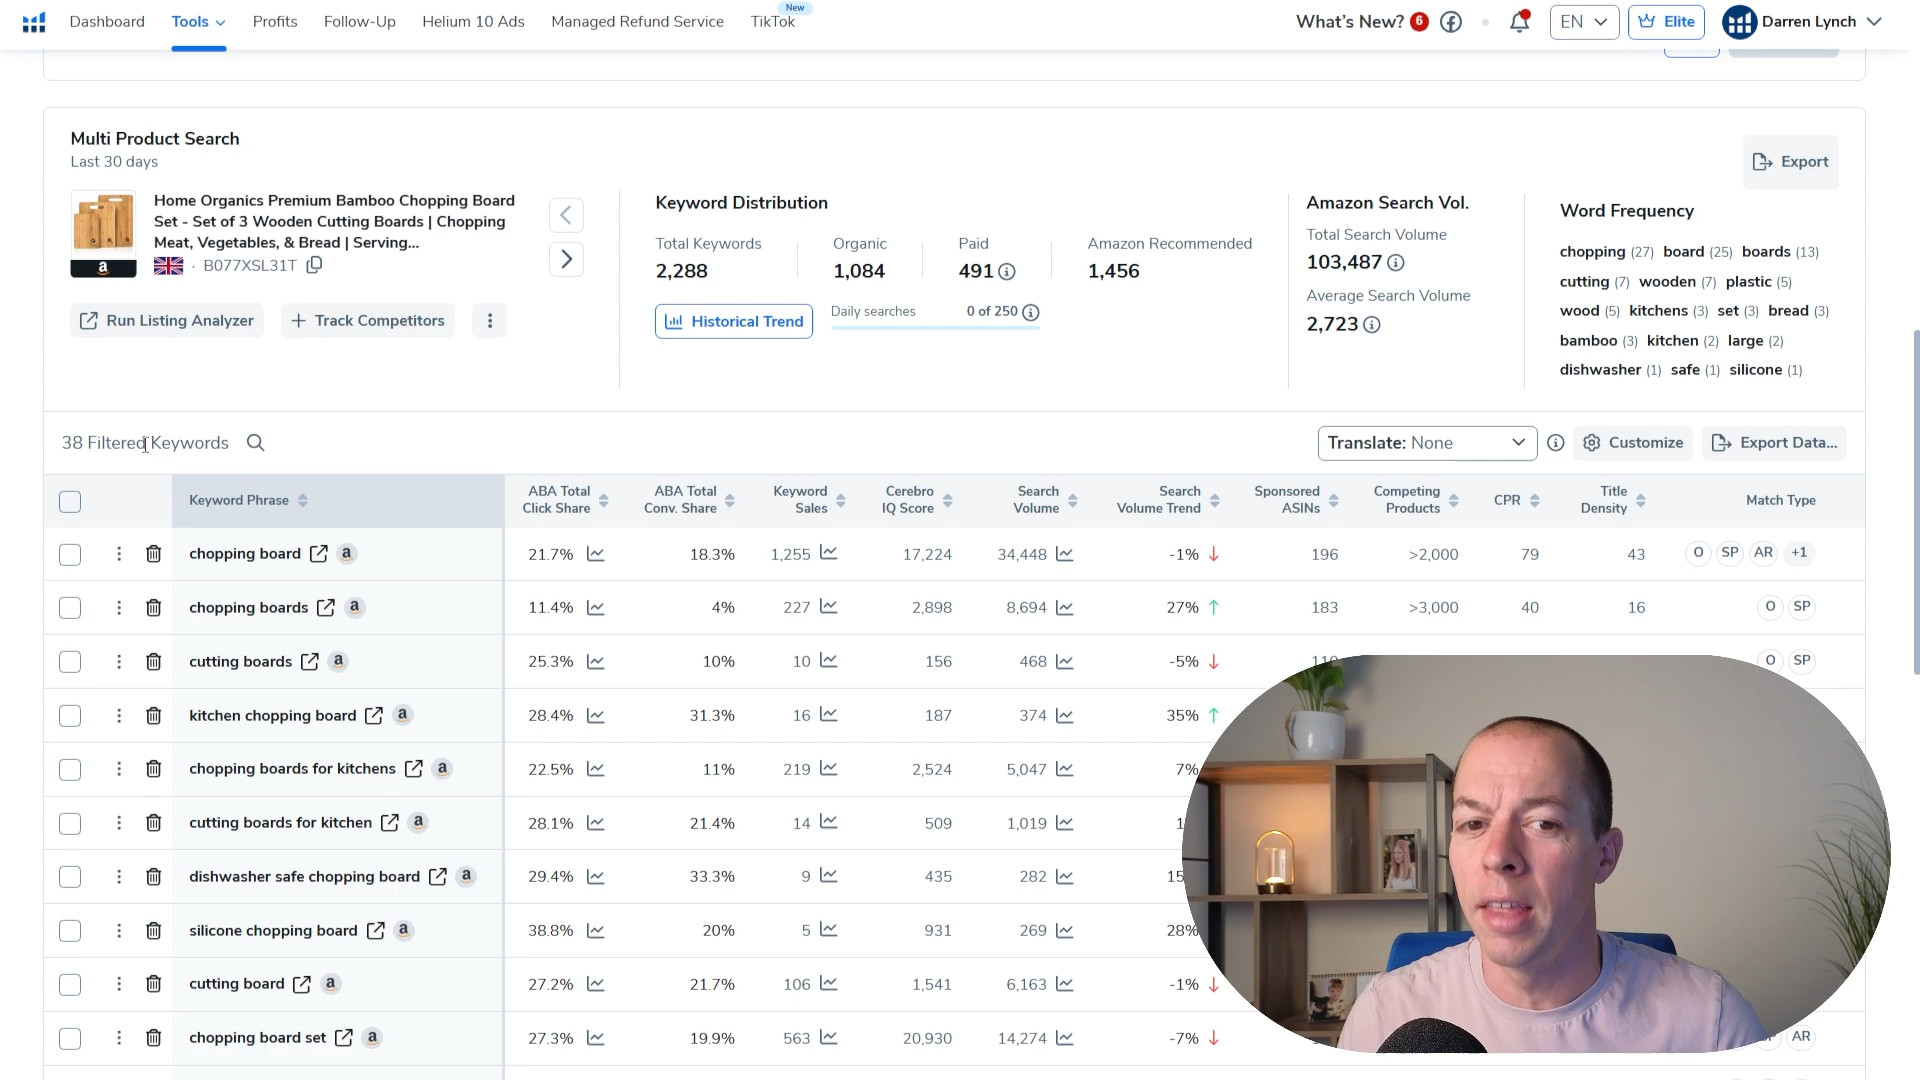 Dashboard Tools Profits Follow-Up Helium 10 Ads Managed Refund Service TikTok New
What's New? 6 EN Elite Darren Lynch
Multi Product Search
Last 30 days
Export
Home Organics Premium Bamboo Chopping Board
Set - Set of 3 Wooden Cutting Boards | Chopping
Meat, Vegetables, & Bread | Serving...
a
· B077XSL31T
Run Listing Analyzer
Track Competitors
Keyword Distribution
Total Keywords Organic Paid Amazon Recommended
2,288 1,084 491 1,456
Historical Trend
Daily searches 0 of 250
Amazon Search Vol.
Total Search Volume
103,487
Average Search Volume
2,723
Word Frequency
chopping (27) board (25) boards (13)
cutting (7) wooden (7) plastic (5)
wood (5) kitchens (3) set (3) bread (3)
bamboo (3) kitchen (2) large (2)
dishwasher (1) safe (1) silicone (1)
38 Filtered Keywords
Translate: None
Customize
Export Data...
Keyword Phrase ABA Total Click Share ABA Total Conv. Share Keyword Sales Cerebro IQ Score Search Volume Search Volume Trend Sponsored ASINs Competing Products CPR Title Density Match Type
chopping board a 21.7% 18.3% 1,255 17,224 34,448 -1% 196 >2,000 79 43 O SP AR +1
chopping boards a 11.4% 4% 227 2,898 8,694 27% 183 >3,000 40 16 O SP
cutting boards a 25.3% 10% 10 156 468 -5% O SP
kitchen chopping board a 28.4% 31.3% 16 187 374 35%
chopping boards for kitchens a 22.5% 11% 219 2,524 5,047 7%
cutting boards for kitchen a 28.1% 21.4% 14 509 1,019 1
dishwasher safe chopping board a 29.4% 33.3% 9 435 282 15
silicone chopping board a 38.8% 20% 5 931 269 28%
cutting board a 27.2% 21.7% 106 1,541 6,163 -1%
chopping board set a 27.3% 19.9% 563 20,930 14,274 -7% AR